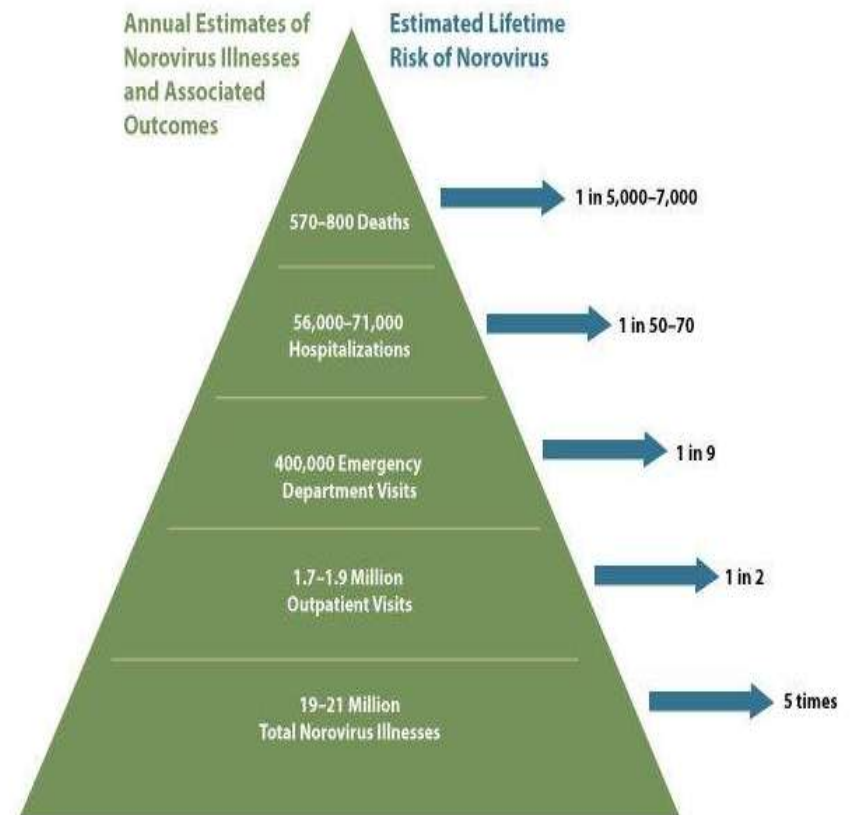 Annual Estimates of
Norovirus Illnesses
and Associated
Outcomes
Estimated Lifetime
Risk of Norovirus
570–800 Deaths
1 in 5,000–7,000
56,000–71,000
Hospitalizations
1 in 50–70
400,000 Emergency
Department Visits
1 in 9
1.7–1.9 Million
Outpatient Visits
1 in 2
19–21 Million
Total Norovirus Illnesses
5 times